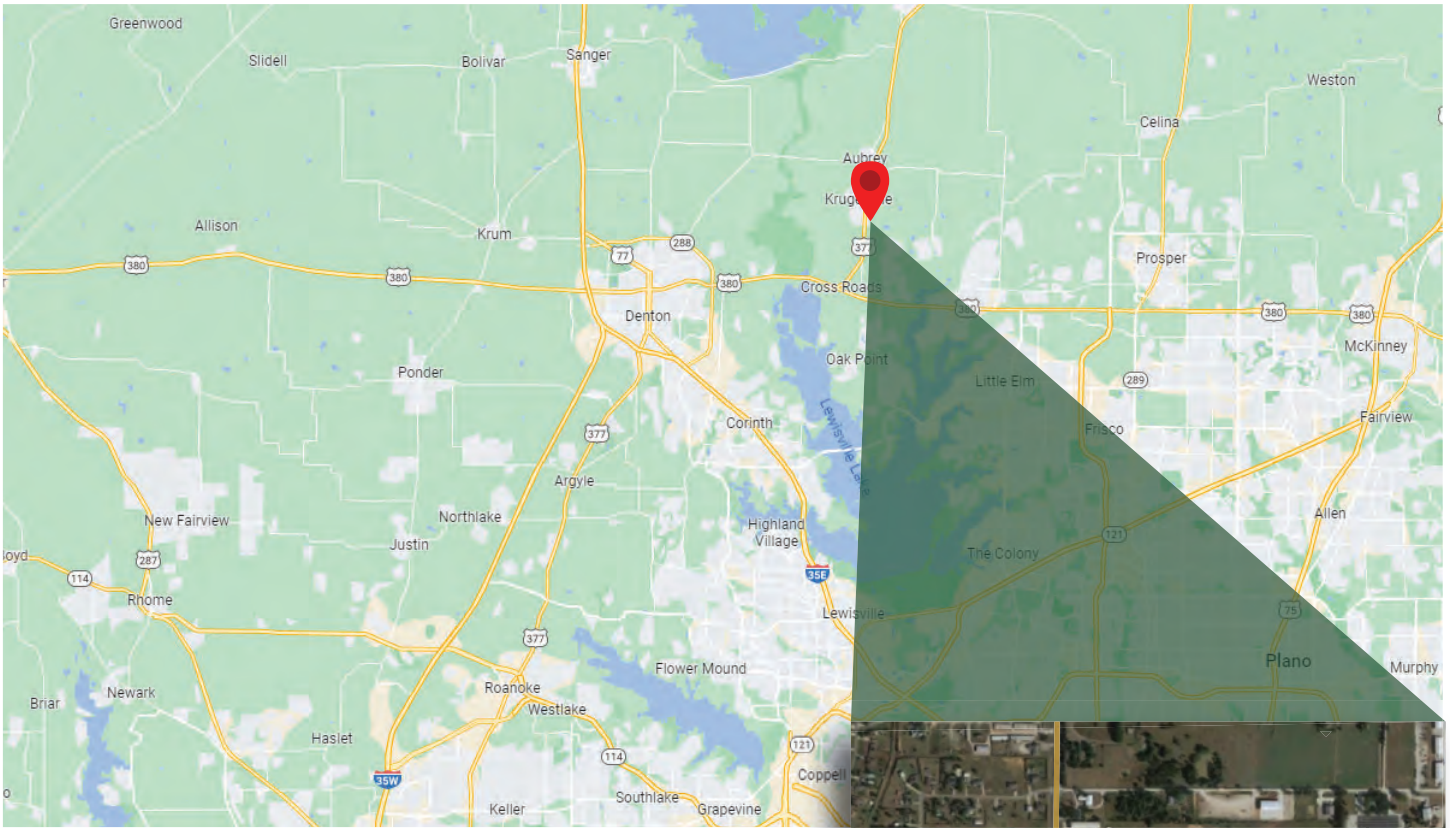 Greenwood
Slidell
Bolivar
Sanger
Weston
Celina
Aubrey
Allison
Krum
288
77
377
Prosper
380
380
380
Cross Roads
380
380
380
Denton
McKinney
Oak Point
Ponder
Little Elm
289
Corinth
Lewisville Lake
Fairview
Frisco
377
Argyle
New Fairview
Northlake
Highland
Village
Allen
Justin
121
The Colony
oyd
287
35E
114
Rhome
Lewisville
75
377
Flower Mound
Plano
Murphy
Roanoke
Newark
Briar
Westlake
Haslet
121
114
35W
Coppell
Southlake
Keller
Grapevine